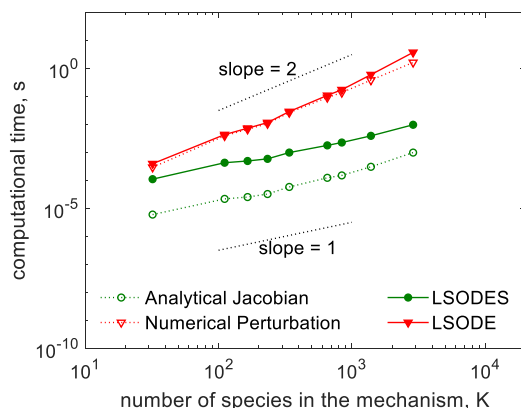 computational time, s
10^0
10^-5
10^-10
slope = 2
slope = 1
Analytical Jacobian
Numerical Perturbation
LSODES
LSODE
10^1
10^2
10^3
10^4
number of species in the mechanism, K